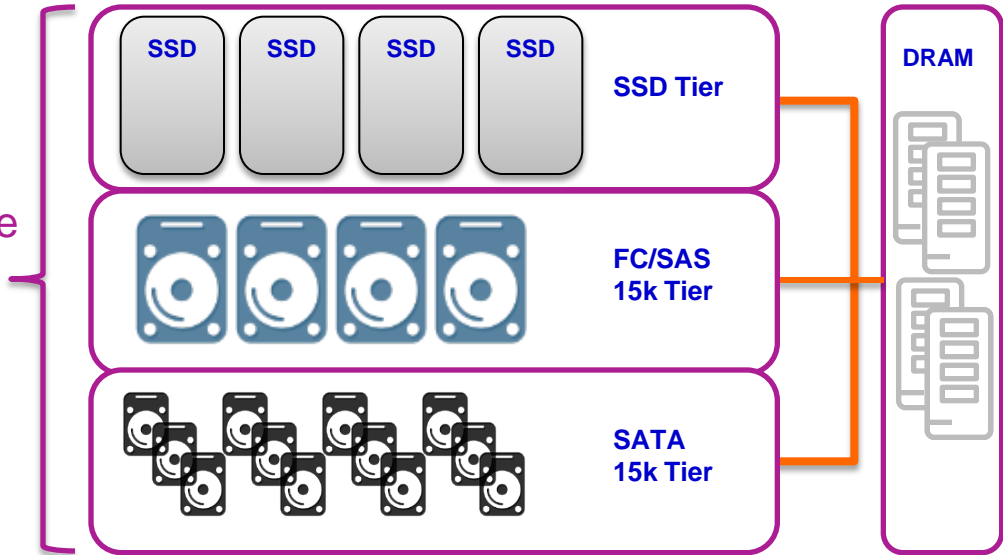 SSD
SSD
SSD
SSD
SSD Tier
DRAM
e
FC/SAS
15k Tier
SATA
15k Tier